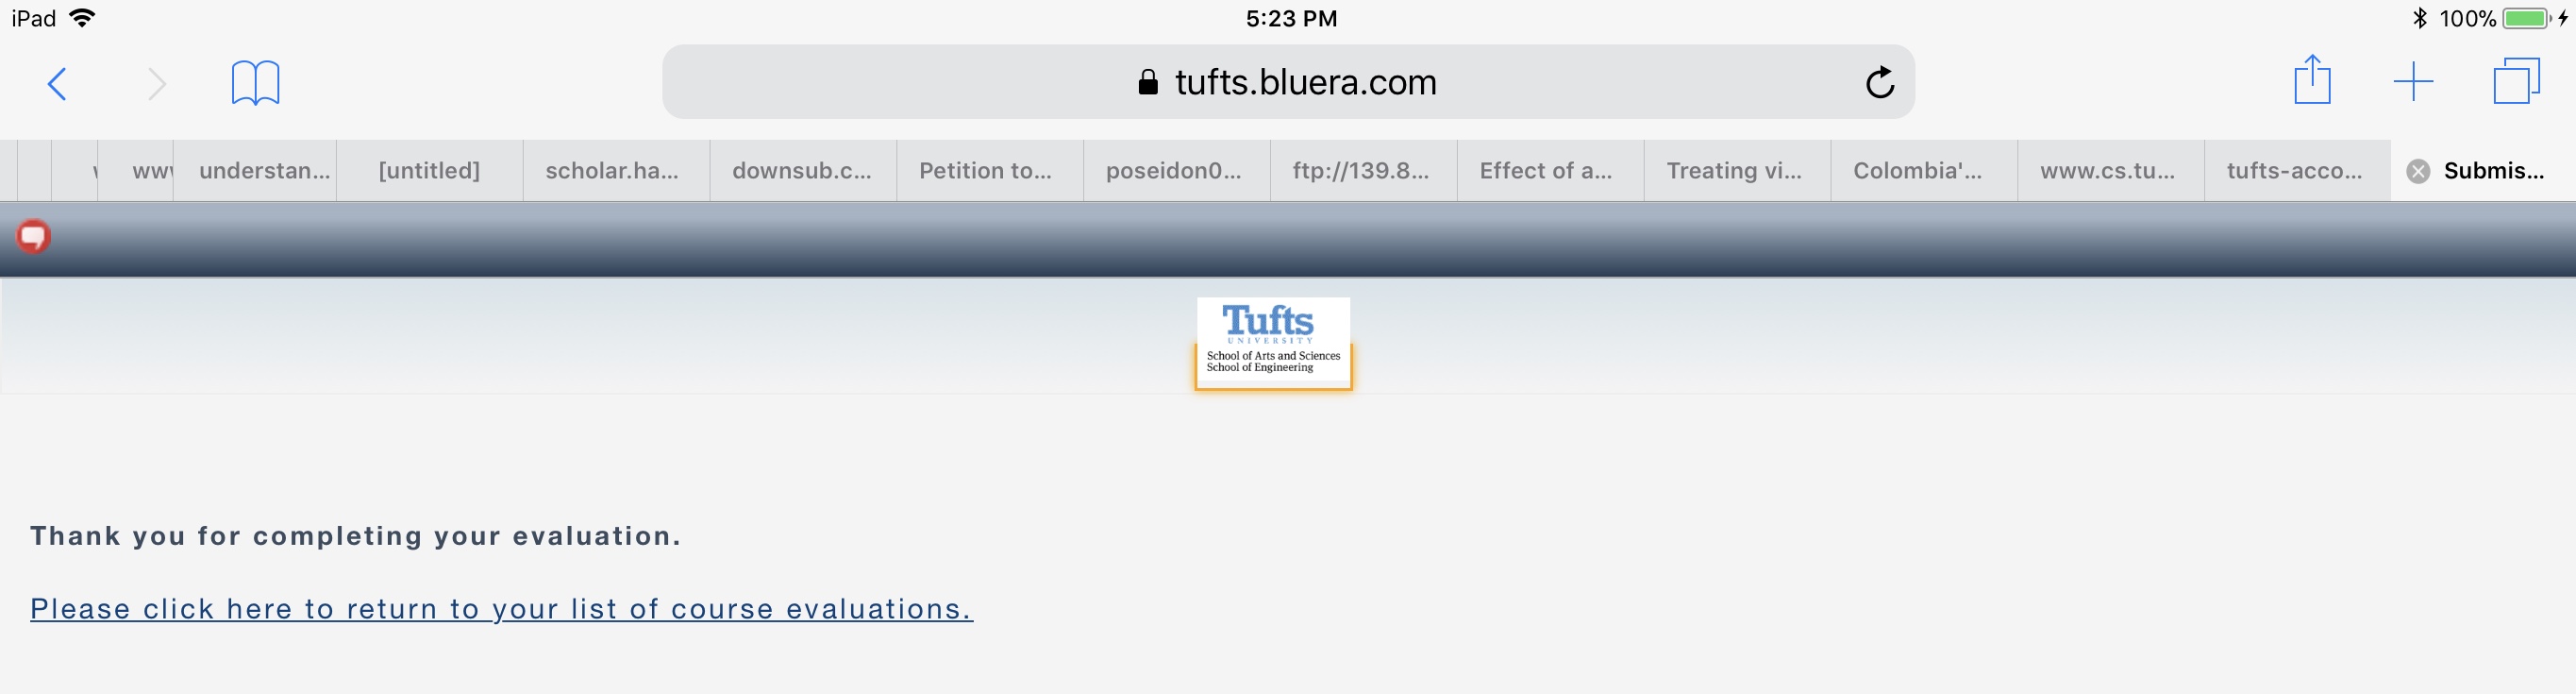 iPad
5:23 PM
100%
tufts.bluera.com
understan...
[untitled]
scholar.ha...
downsub.c...
Petition to...
poseidon0...
ftp://139.8...
Effect of a...
Treating vi...
Colombia'...
www.cs.tu...
tufts-acco...
Submis...
Tufts
UNIVERSITY
School of Arts and Sciences
School of Engineering
Thank you for completing your evaluation.
Please click here to return to your list of course evaluations.